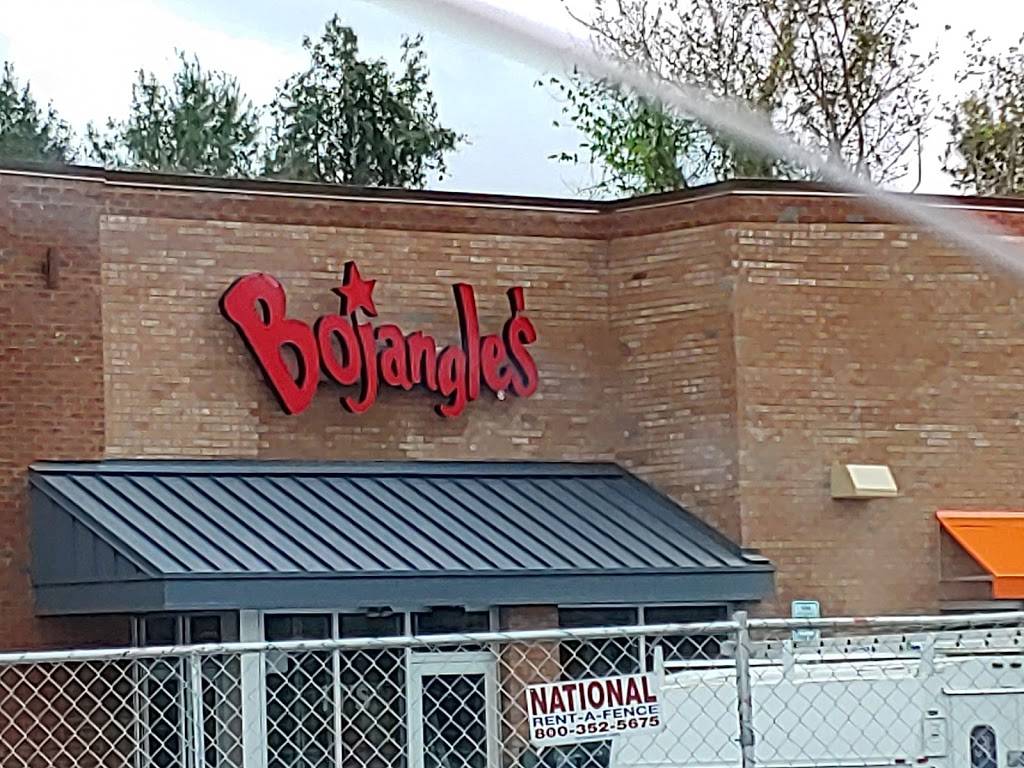 Bojangles'
NATIONAL
RENT-A-FENCE
800-352-5675